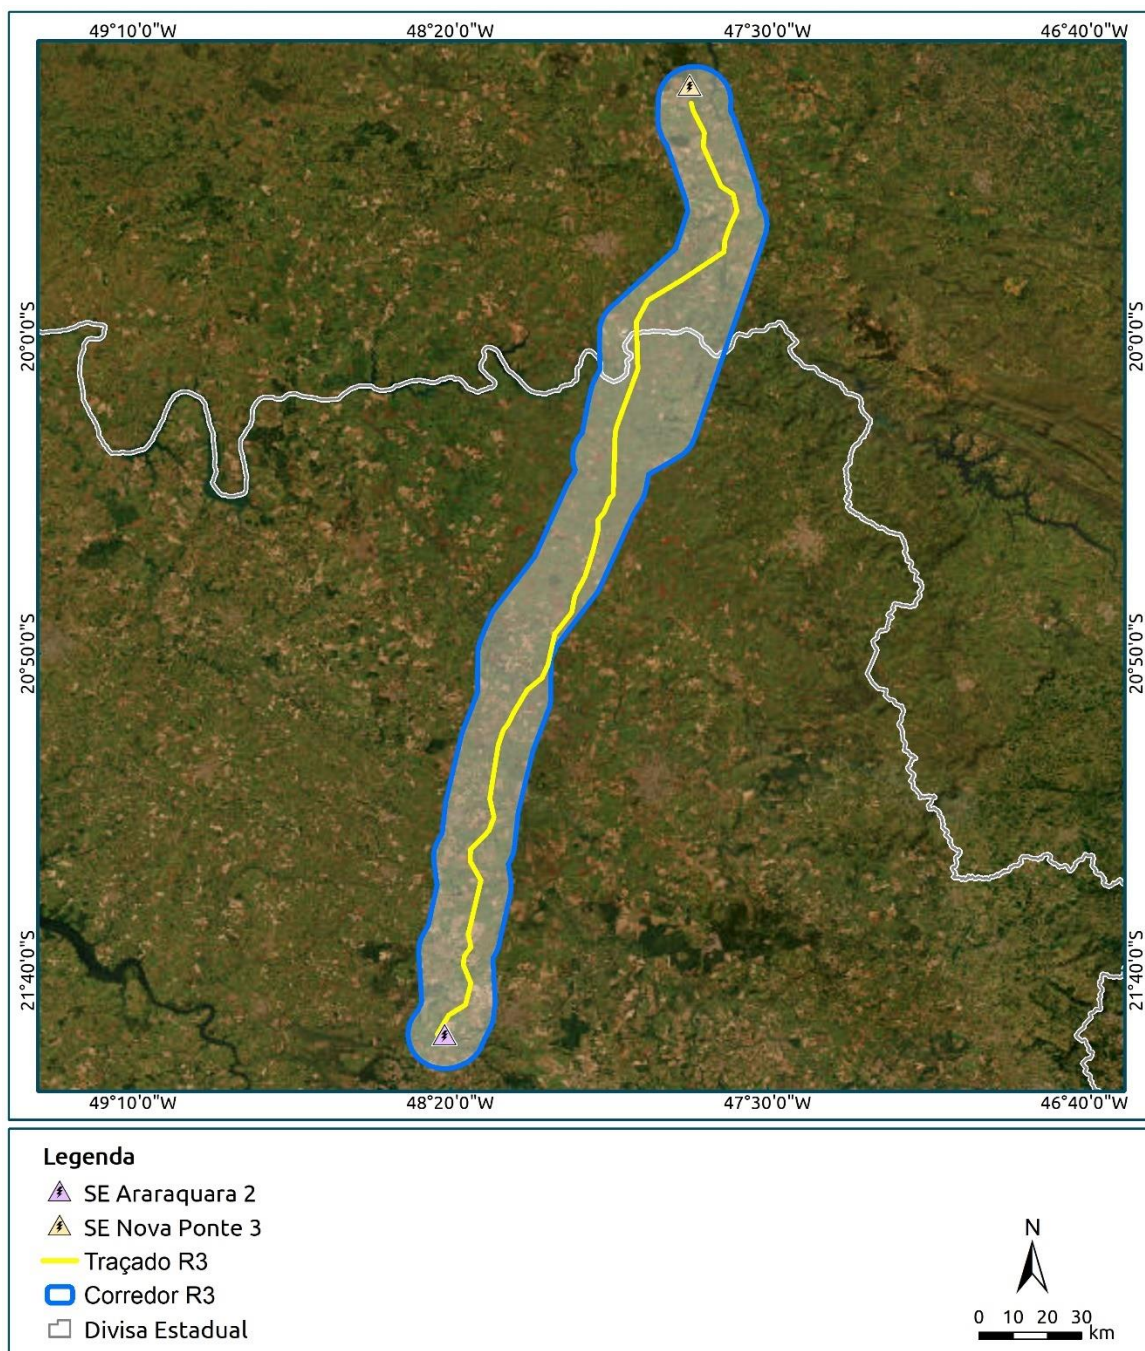 49°10'0"W 48°20'0"W 47°30'0"W 46°40'0"W
20°0'0"S 20°0'0"S
20°50'0"S 20°50'0"S
21°40'0"S 21°40'0"S
49°10'0"W 48°20'0"W 47°30'0"W 46°40'0"W
Legenda
SE Araraquara 2
SE Nova Ponte 3
Traçado R3
Corredor R3
Divisa Estadual
N
0 10 20 30
km